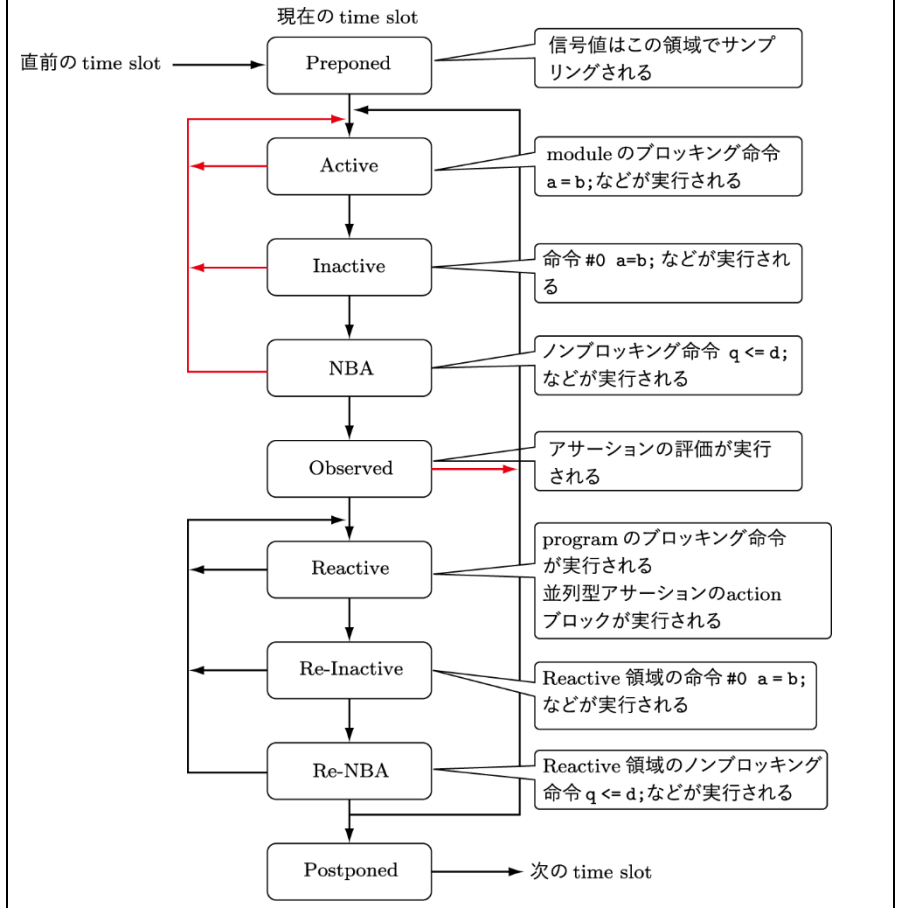 現在の time slot
直前の time slot
Preponed
信号値はこの領域でサンプ
リングされる
Active
module のブロッキング命令
a = b; などが実行される
Inactive
命令 #0 a=b; などが実行され
る
NBA
ノンブロッキング命令 q <= d;
などが実行される
Observed
アサーションの評価が実行
される
Reactive
program のブロッキング命令
が実行される
並列型アサーションのaction
ブロックが実行される
Re-Inactive
Reactive 領域の命令 #0 a = b;
などが実行される
Re-NBA
Reactive 領域のノンブロッキング
命令 q <= d; などが実行される
Postponed
次の time slot